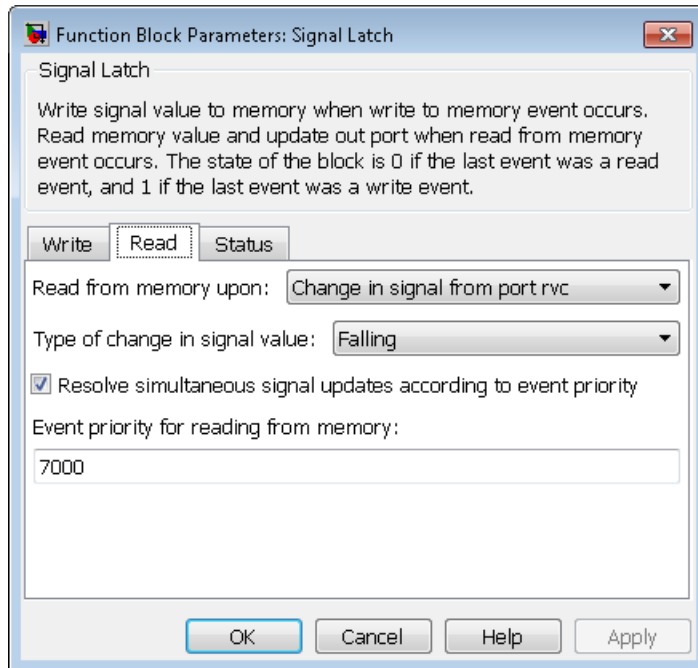 Function Block Parameters: Signal Latch
Signal Latch
Write signal value to memory when write to memory event occurs.
Read memory value and update out port when read from memory
event occurs. The state of the block is 0 if the last event was a read
event, and 1 if the last event was a write event.
Write Read Status
Read from memory upon: Change in signal from port rvc
Type of change in signal value: Falling
Resolve simultaneous signal updates according to event priority
Event priority for reading from memory:
7000
OK Cancel Help Apply